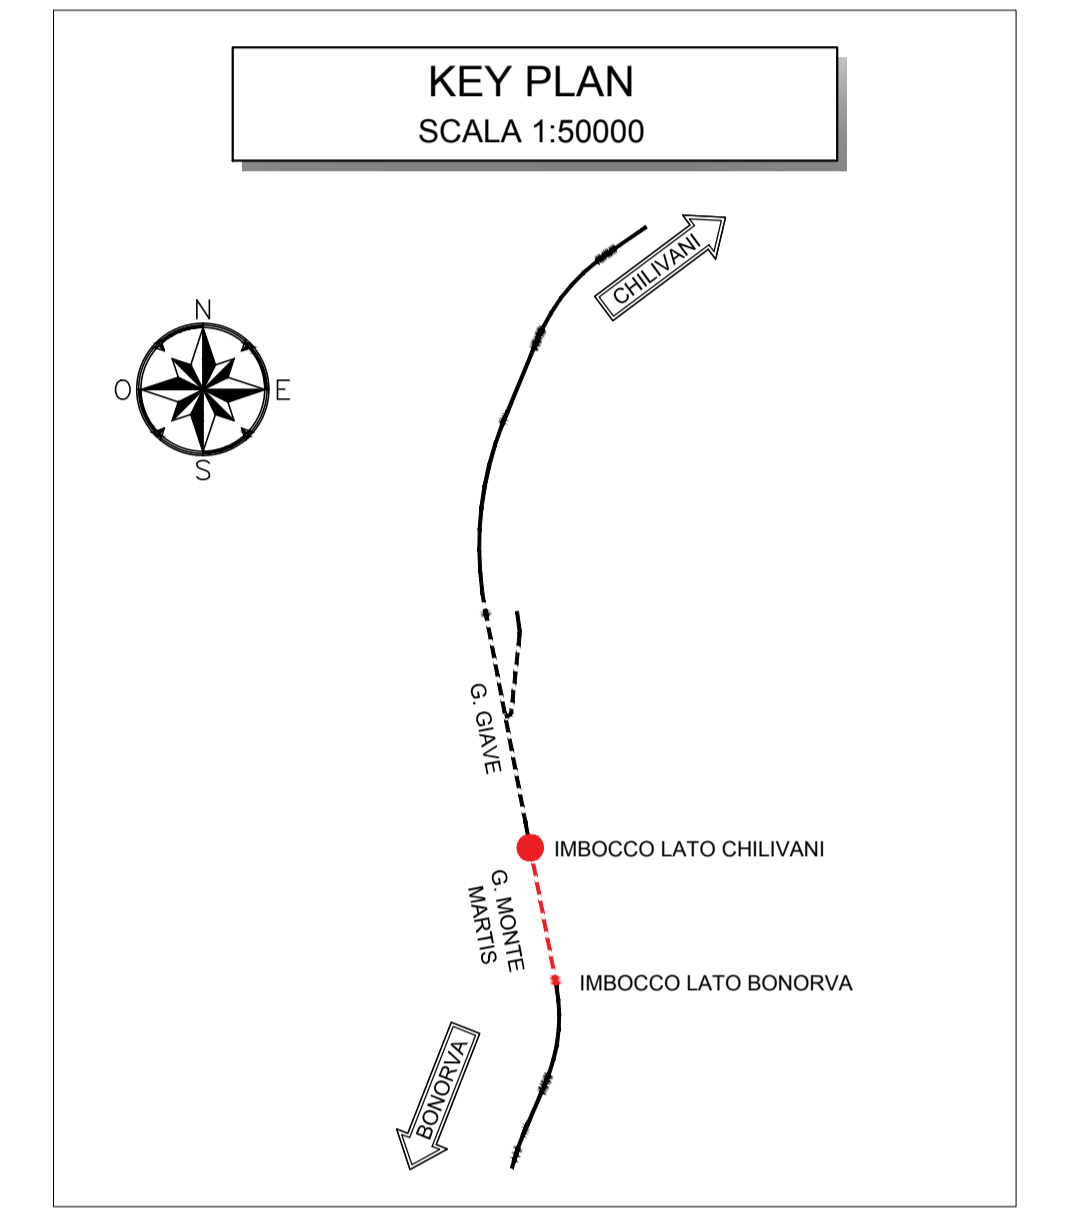 KEY PLAN
SCALA 1:50000
CHILIVANI
N
O
E
S
G. GIAVE
IMBOCCO LATO CHILIVANI
G. MONTE
MARTIS
IMBOCCO LATO BONORVA
BONORVA